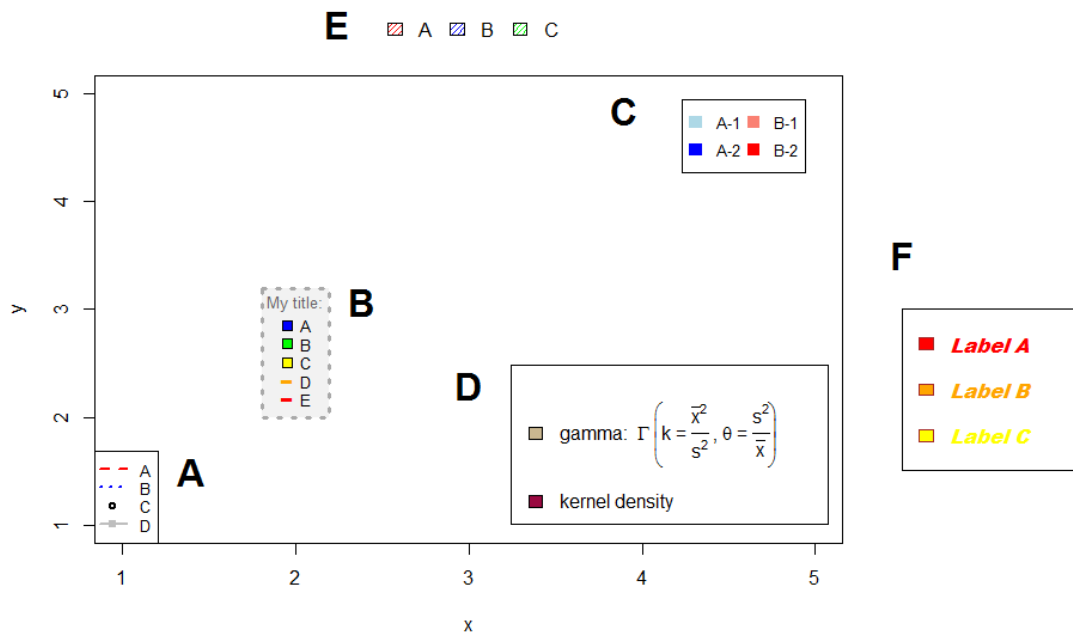 E A B C
5
4
3
2
1
y
C
A-1 B-1
A-2 B-2
F
Label A
Label B
Label C
B
My title:
A
B
C
D
E
D
gamma: Γ(k = x̅²/s², θ = s²/x̅)
kernel density
A
A
B
C
D
1 2 3 4 5
x